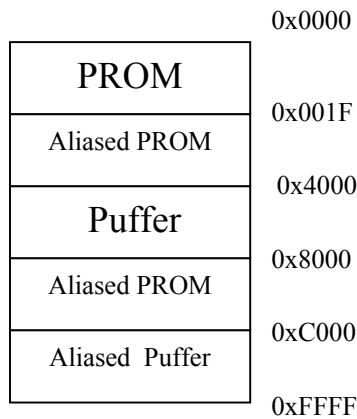 0x0000
PROM
0x001F
Aliased PROM
0x4000
Puffer
0x8000
Aliased PROM
0xC000
Aliased Puffer
0xFFFF